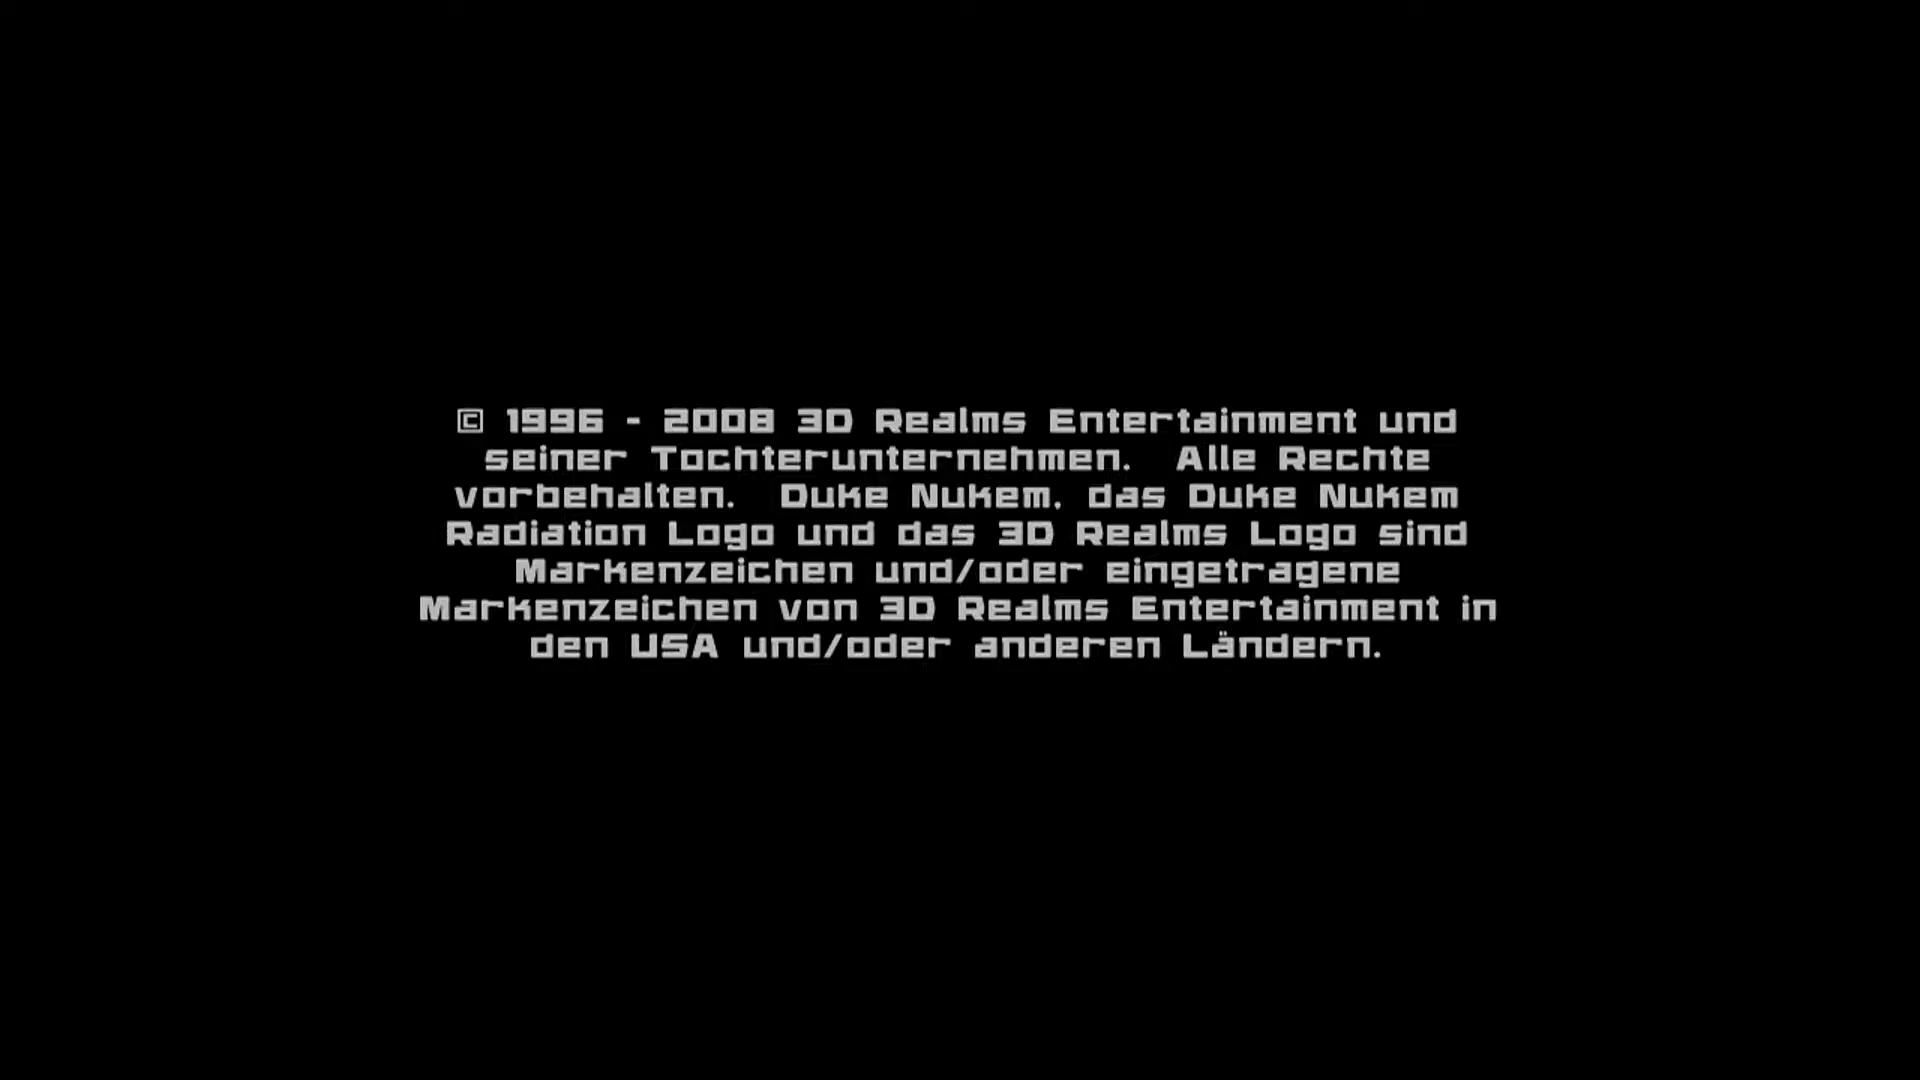 © 1996 - 2008 3D Realms Entertainment und
seiner Tochterunternehmen.  Alle Rechte
vorbehalten.  Duke Nukem, das Duke Nukem
Radiation Logo und das 3D Realms Logo sind
Markenzeichen und/oder eingetragene
Markenzeichen von 3D Realms Entertainment in
den USA und/oder anderen Ländern.